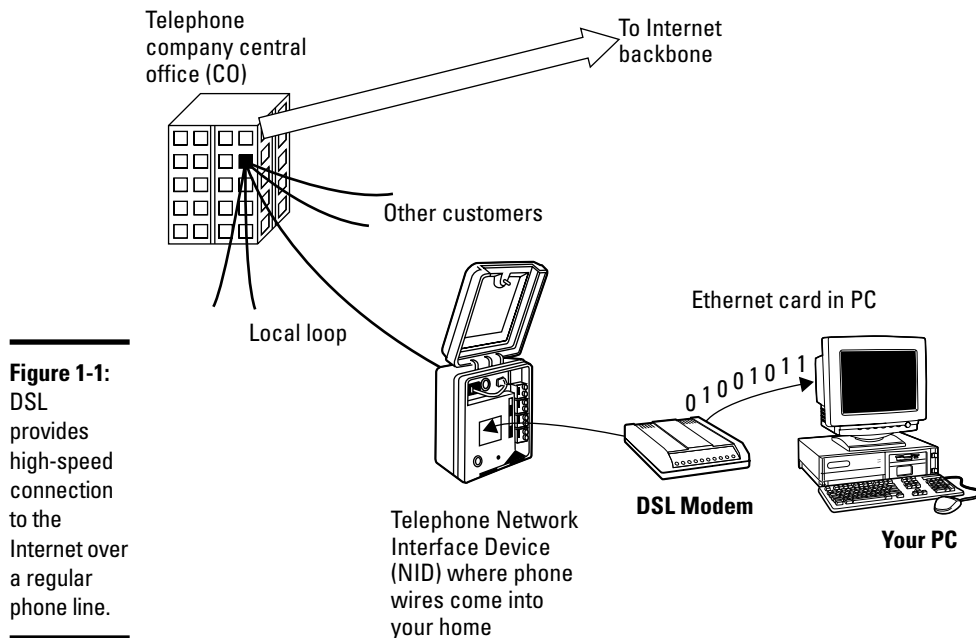 Telephone
company central
office (CO)
To Internet
backbone
Other customers
Local loop
Ethernet card in PC
01001011
DSL Modem
Your PC
Telephone Network
Interface Device
(NID) where phone
wires come into
your home
Figure 1-1:
DSL
provides
high-speed
connection
to the
Internet over
a regular
phone line.